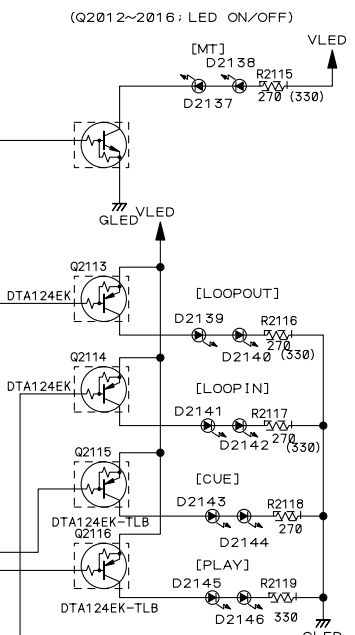 (Q2012~2016; LED ON/OFF)
VLED
[MT]
D2138
R2115
D2137
270 (330)
GLED
VLED
Q2113
DTA124EK
[LOOPOUT]
D2139
R2116
D2140
270
(330)
Q2114
DTA124EK
[LOOPIN]
D2141
R2117
D2142
270
(330)
Q2115
[CUE]
D2143
R2118
270
DTA124EK-TLB
D2144
Q2116
[PLAY]
D2145
R2119
DTA124EK-TLB
D2146
330
GLED